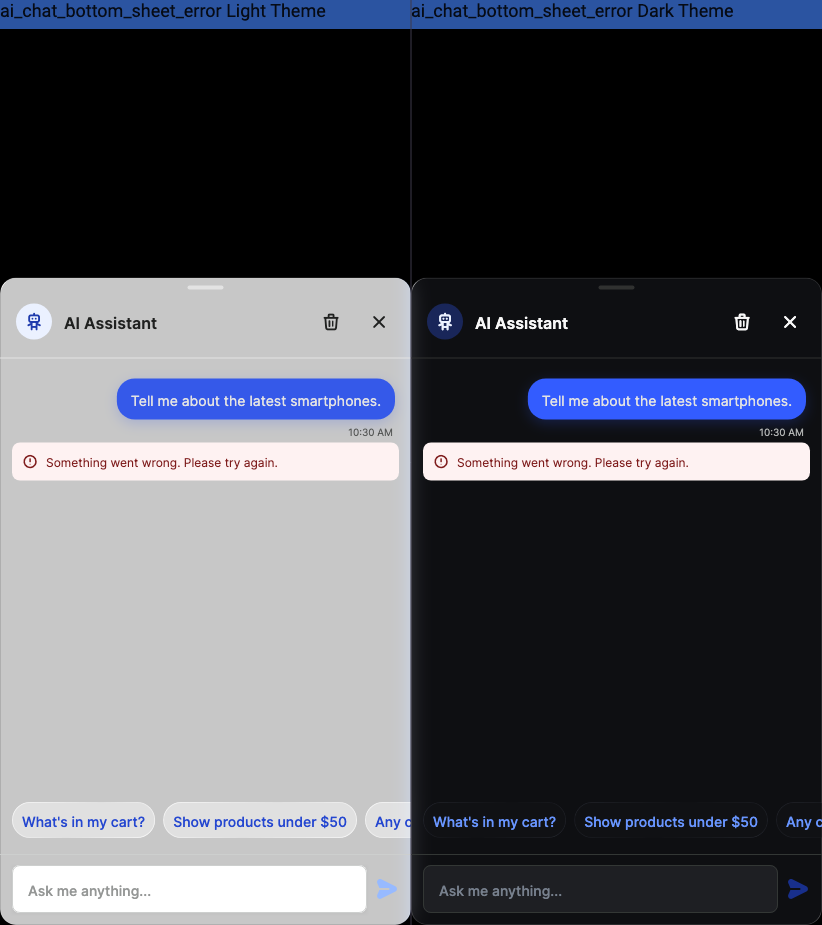 ai_chat_bottom_sheet_error Light Theme
AI Assistant
Tell me about the latest smartphones.
10:30 AM
Something went wrong. Please try again.
What's in my cart?
Show products under $50
Any
Ask me anything...
ai_chat_bottom_sheet_error Dark Theme
AI Assistant
Tell me about the latest smartphones.
10:30 AM
Something went wrong. Please try again.
What's in my cart?
Show products under $50
Any
Ask me anything...